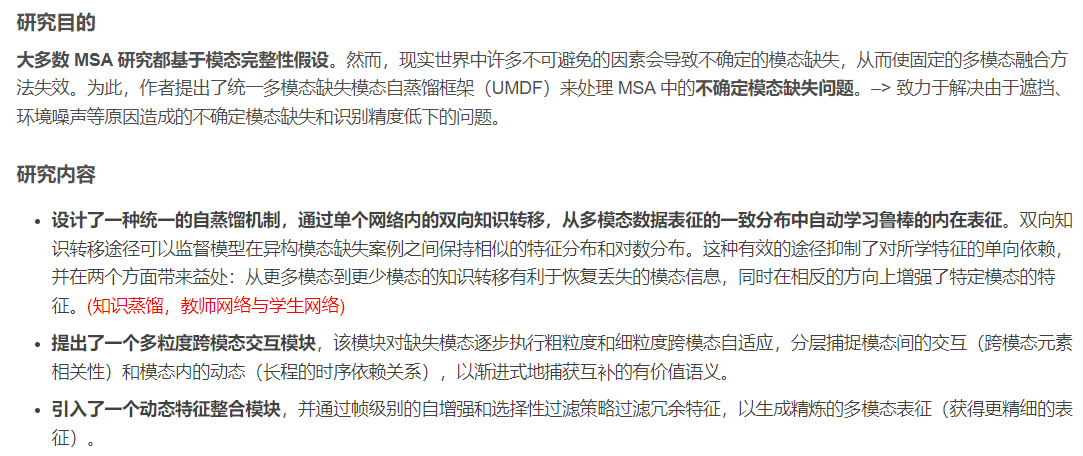 研究目的
大多数 MSA 研究都基于模态完整性假设。然而，现实世界中许多不可避免的因素会导致不确定的模态缺失，从而使固定的多模态融合方
法失效。为此，作者提出了统一多模态缺失模态自蒸馏框架（UMDF）来处理 MSA 中的不确定模态缺失问题。–> 致力于解决由于遮挡、
环境噪声等原因造成的不确定模态缺失和识别精度低下的问题。
研究内容
• 设计了一种统一的自蒸馏机制，通过单个网络内的双向知识转移，从多模态数据表征的一致分布中自动学习鲁棒的内在表征。双向知
识转移途径可以监督模型在异构模态缺失案例之间保持相似的特征分布和对数分布。这种有效的途径抑制了对所学特征的单向依赖，
并在两个方面带来益处：从更多模态到更少模态的知识转移有利于恢复丢失的模态信息，同时在相反的方向上增强了特定模态的特
征。(知识蒸馏，教师网络与学生网络)
• 提出了一个多粒度跨模态交互模块，该模块对缺失模态逐步执行粗粒度和细粒度跨模态自适应，分层捕捉模态间的交互（跨模态元素
相关性）和模态内的动态（长程的时序依赖关系），以渐进式地捕获互补的有价值语义。
• 引入了一个动态特征整合模块，并通过帧级别的自增强和选择性过滤策略过滤冗余特征，以生成精炼的多模态表征（获得更精细的表
征）。